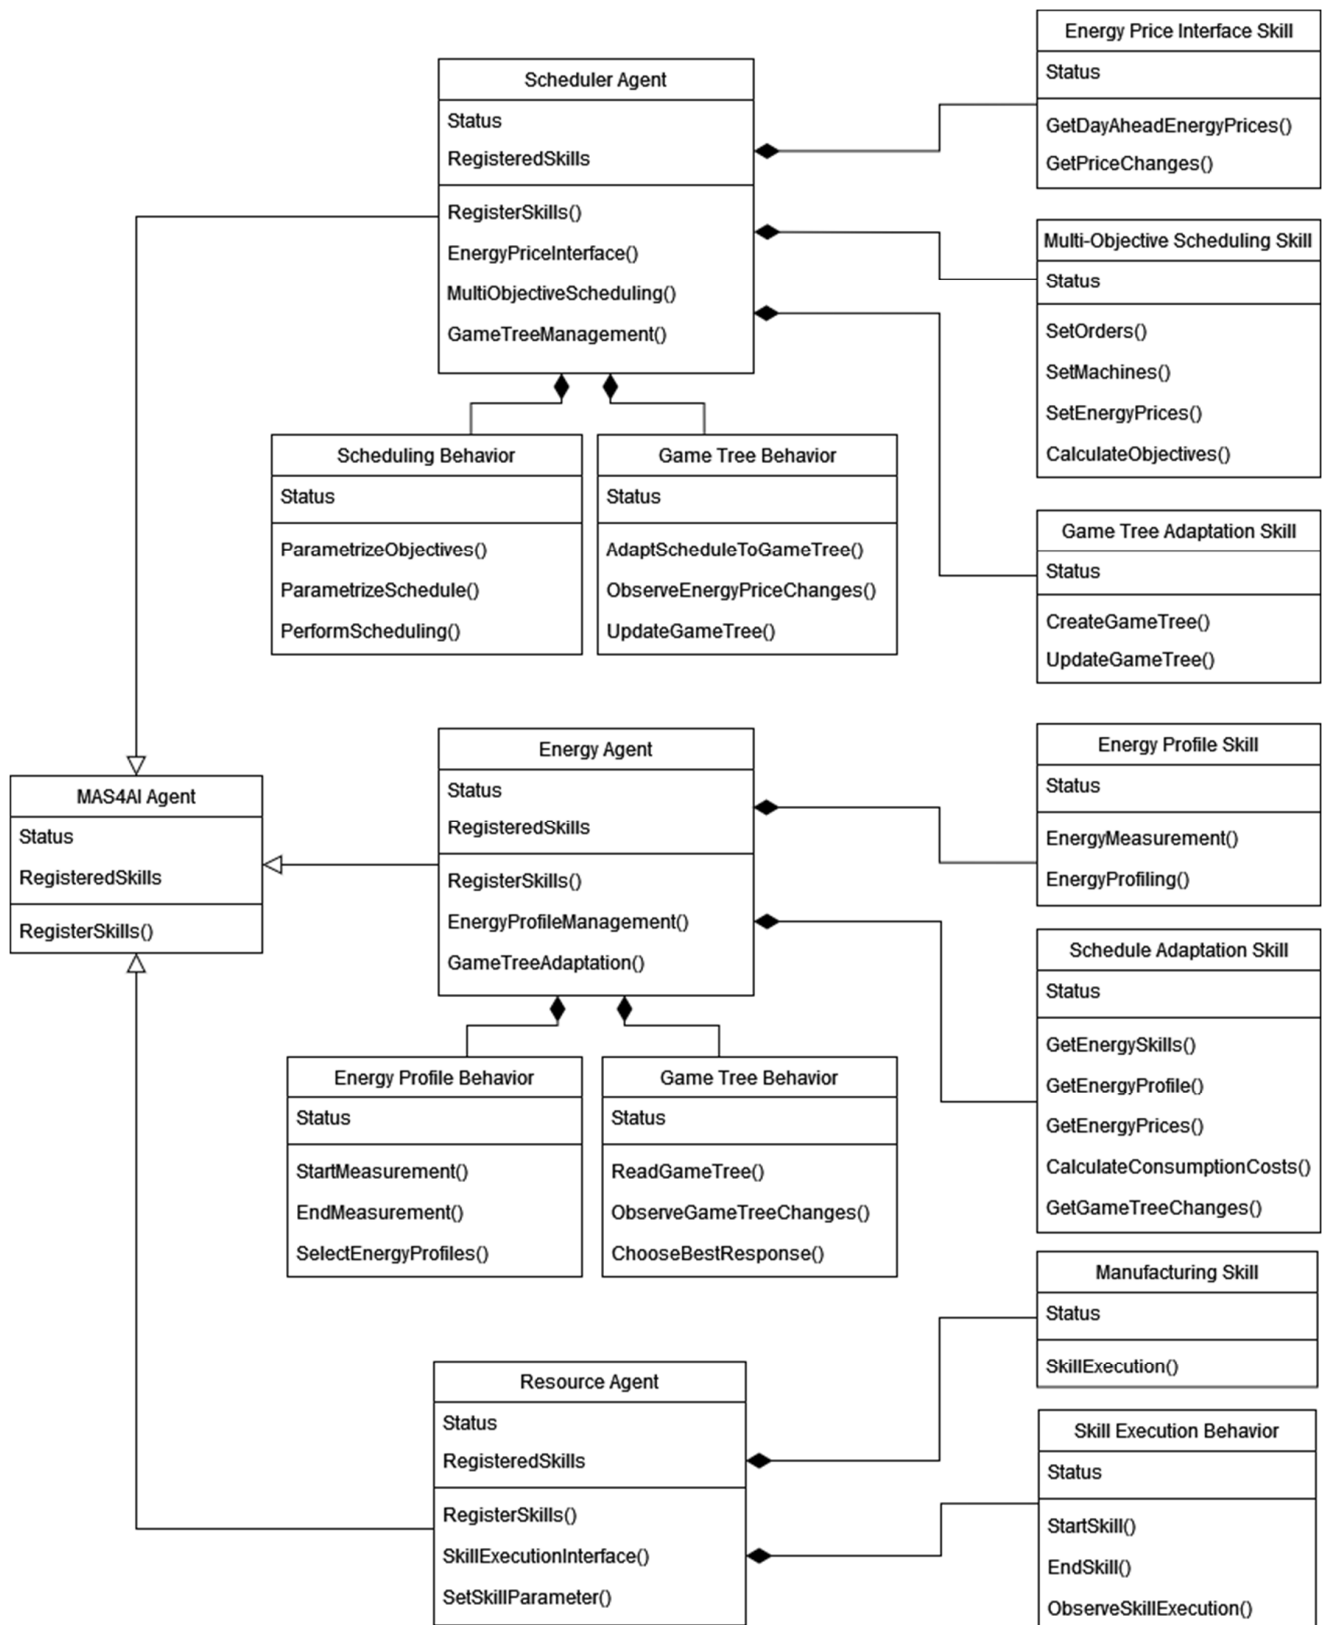 Energy Price Interface Skill
Status
GetDayAheadEnergyPrices()
GetPriceChanges()
Scheduler Agent
Status
RegisteredSkills
RegisterSkills()
EnergyPriceInterface()
MultiObjectiveScheduling()
GameTreeManagement()
Multi-Objective Scheduling Skill
Status
SetOrders()
SetMachines()
SetEnergyPrices()
CalculateObjectives()
Scheduling Behavior
Status
ParametrizeObjectives()
ParametrizeSchedule()
PerformScheduling()
Game Tree Behavior
Status
AdaptScheduleToGameTree()
ObserveEnergyPriceChanges()
UpdateGameTree()
Game Tree Adaptation Skill
Status
CreateGameTree()
UpdateGameTree()
MAS4AI Agent
Status
RegisteredSkills
RegisterSkills()
Energy Agent
Status
RegisteredSkills
RegisterSkills()
EnergyProfileManagement()
GameTreeAdaptation()
Energy Profile Skill
Status
EnergyMeasurement()
EnergyProfiling()
Schedule Adaptation Skill
Status
GetEnergySkills()
GetEnergyProfile()
GetEnergyPrices()
CalculateConsumptionCosts()
GetGameTreeChanges()
Energy Profile Behavior
Status
StartMeasurement()
EndMeasurement()
SelectEnergyProfiles()
Game Tree Behavior
Status
ReadGameTree()
ObserveGameTreeChanges()
ChooseBestResponse()
Manufacturing Skill
Status
SkillExecution()
Resource Agent
Status
RegisteredSkills
RegisterSkills()
SkillExecutionInterface()
SetSkillParameter()
Skill Execution Behavior
Status
StartSkill()
EndSkill()
ObserveSkillExecution()